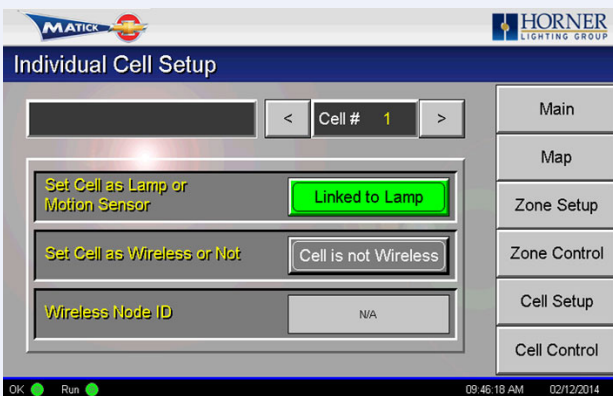 MATICK
HORNER
LIGHTING GROUP
Individual Cell Setup
< Cell # 1 >
Set Cell as Lamp or
Motion Sensor
Linked to Lamp
Set Cell as Wireless or Not
Cell is not Wireless
Wireless Node ID
N/A
Main
Map
Zone Setup
Zone Control
Cell Setup
Cell Control
OK Run 09:46:18 AM 02/12/2014